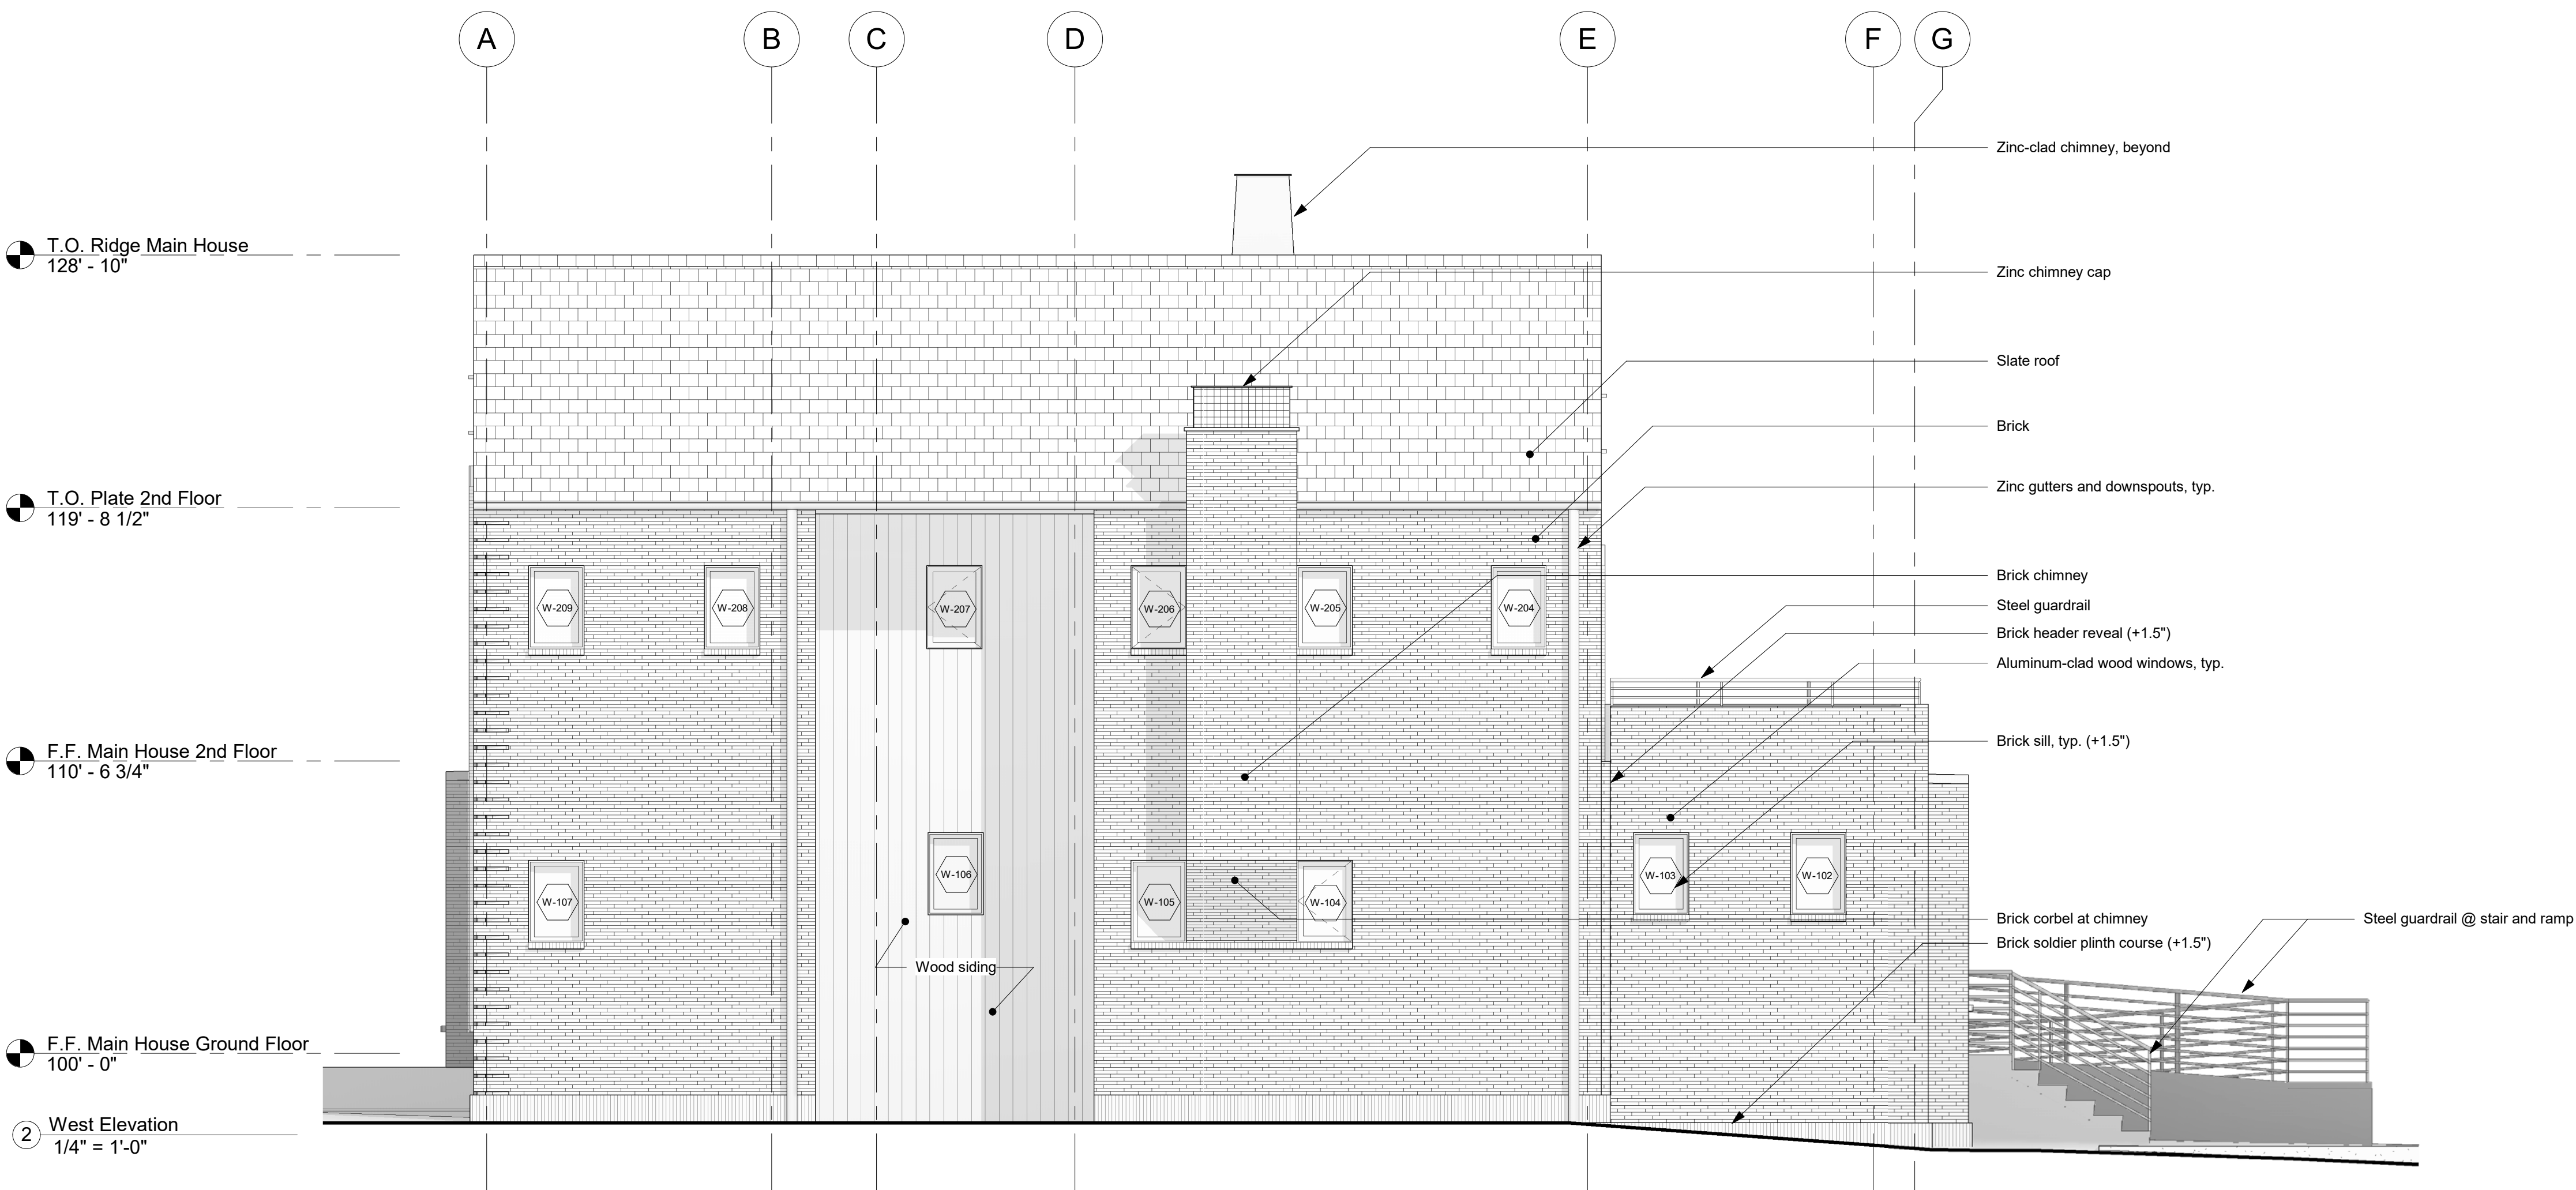 A B C D E F G
Zinc-clad chimney, beyond
T.O. Ridge Main House
128' - 10"
Zinc chimney cap
Slate roof
Brick
Zinc gutters and downspouts, typ.
T.O. Plate 2nd Floor
119' - 8 1/2"
Brick chimney
Steel guardrail
W-209 W-208 W-207 W-206 W-205 W-204
Brick header reveal (+1.5")
Aluminum-clad wood windows, typ.
Brick sill, typ. (+1.5")
F.F. Main House 2nd Floor
110' - 6 3/4"
W-107 W-106 W-105 W-104 W-103 W-102
Brick corbel at chimney
Steel guardrail @ stair and ramp
Brick soldier plinth course (+1.5")
Wood siding
F.F. Main House Ground Floor
100' - 0"
2 West Elevation
1/4" = 1'-0"